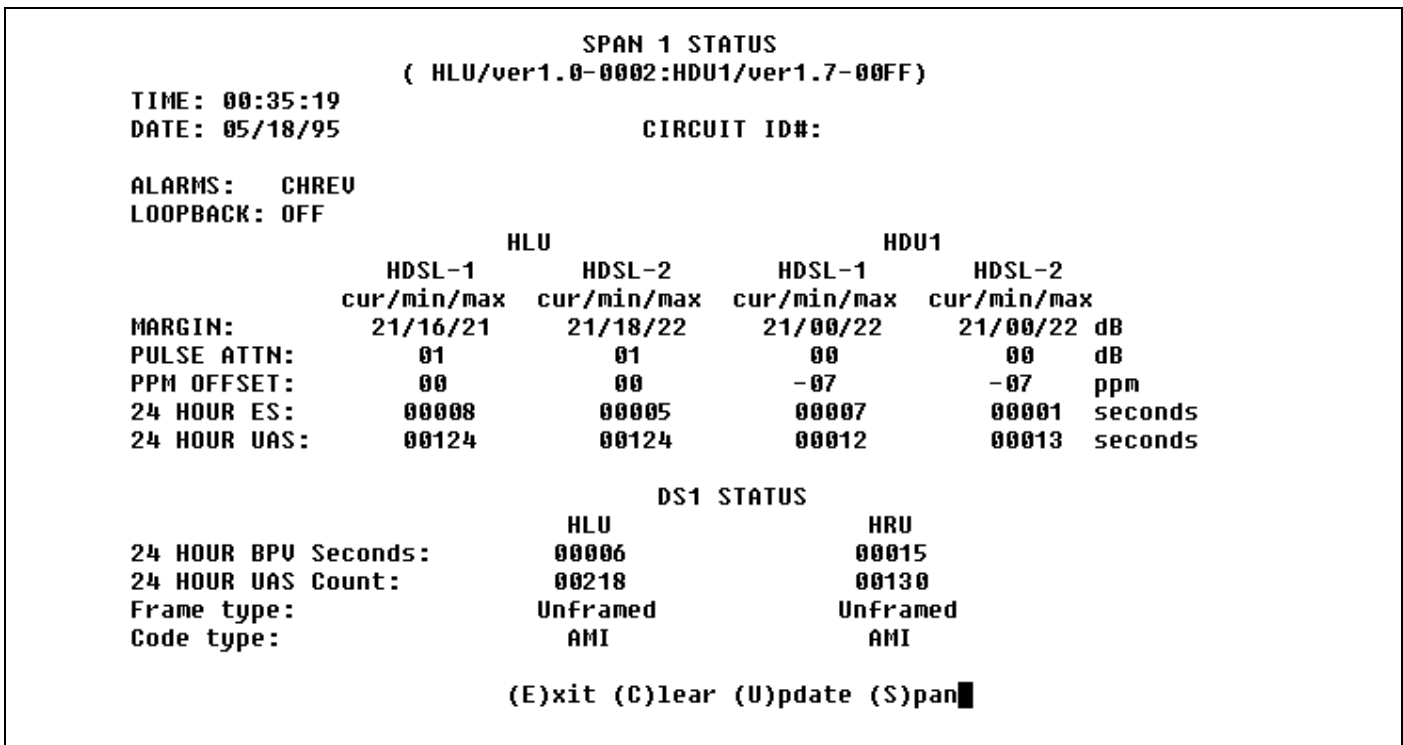 SPAN 1 STATUS
( HLU/ver1.0-0002:HDU1/ver1.7-00FF)
TIME: 00:35:19
DATE: 05/18/95 CIRCUIT ID#:
ALARMS: CHREV
LOOPBACK: OFF
HLU HDU1
HDSL-1 HDSL-2 HDSL-1 HDSL-2
cur/min/max cur/min/max cur/min/max cur/min/max
MARGIN: 21/16/21 21/18/22 21/00/22 21/00/22 dB
PULSE ATTN: 01 01 00 00 dB
PPM OFFSET: 00 00 -07 -07 ppm
24 HOUR ES: 00008 00005 00007 00001 seconds
24 HOUR UAS: 00124 00124 00012 00013 seconds
DS1 STATUS
HLU HRU
24 HOUR BPV Seconds: 00006 00015
24 HOUR UAS Count: 00218 00130
Frame type: Unframed Unframed
Code type: AMI AMI
(E)xit (C)lear (U)pdate (S)pan